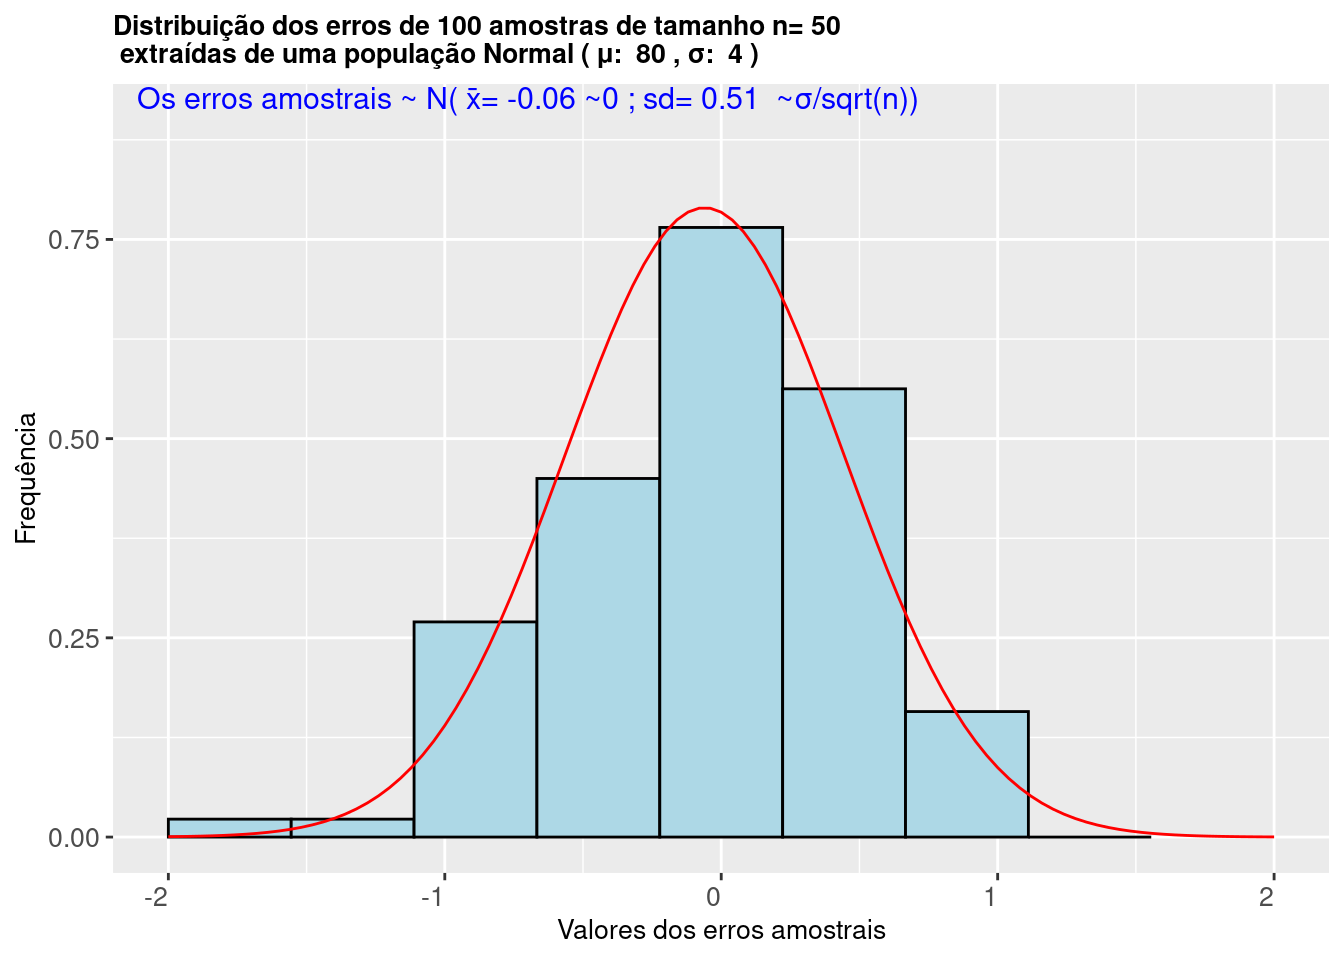 Distribuição dos erros de 100 amostras de tamanho n= 50
extraídas de uma população Normal ( μ:  80 , σ:  4 )
Os erros amostrais ~ N( x̄= -0.06 ~0 ; sd= 0.51  ~σ/sqrt(n))
Frequência
0.75
0.50
0.25
0.00
-2 -1 0 1 2
Valores dos erros amostrais